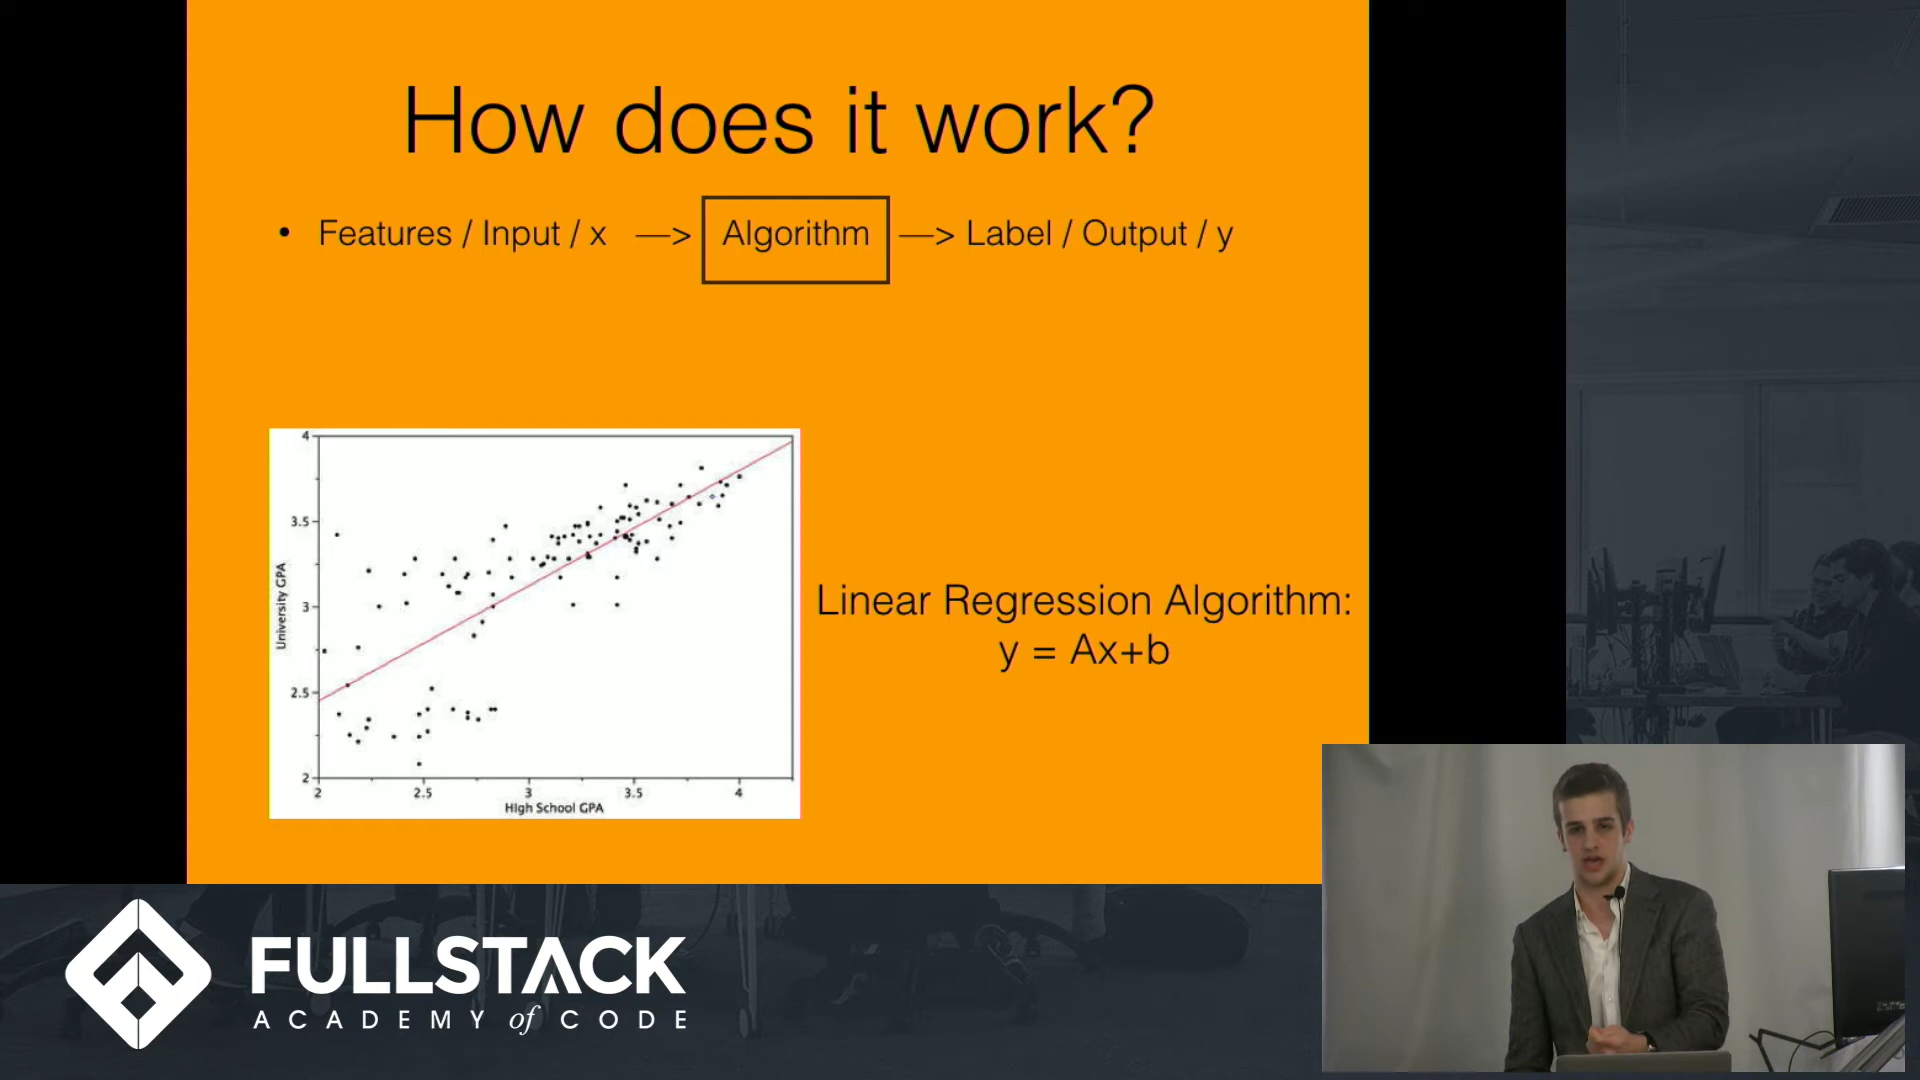 How does it work?
• Features / Input / x —> Algorithm —> Label / Output / y
4
3.5
3
2.5
2
University GPA
2 2.5 3 3.5 4
High School GPA
Linear Regression Algorithm:
y = Ax+b
FULLSTACK
ACADEMY of CODE